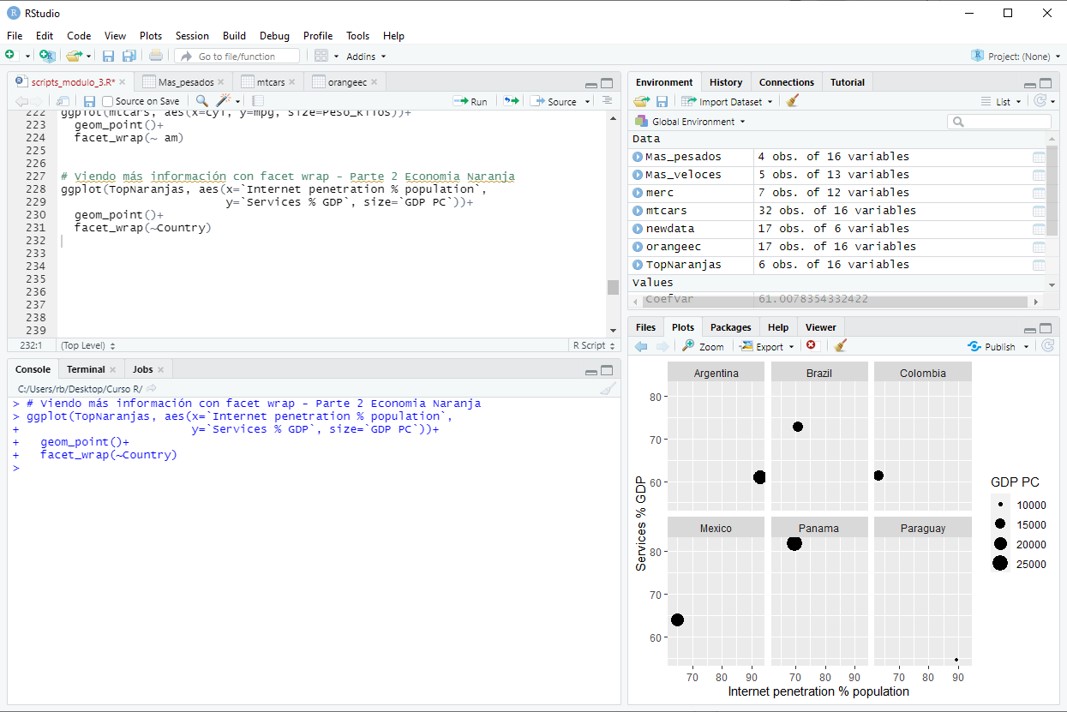 RStudio
File Edit Code View Plots Session Build Debug Profile Tools Help
Go to file/function Addins Project: (None)
scripts_modulo_3.R* Mas_pesados mtcars orangeec
Source on Save Run Source
222 ggplot(mtcars, aes(x=cyl, y=mpg, size=Peso_kilos))+
223 geom_point()+
224 facet_wrap(~ am)
225
226
227 # Viendo más información con facet wrap - Parte 2 Economía Naranja
228 ggplot(TopNaranjas, aes(x=`Internet penetration % population`,
229 y=`Services % GDP`, size=`GDP PC`))+
230 geom_point()+
231 facet_wrap(~Country)
232
233
234
235
236
237
238
239
232:1 (Top Level) R Script
Console Terminal Jobs
C:/Users/rb/Desktop/Curso R/
> # Viendo más información con facet wrap - Parte 2 Economía Naranja
> ggplot(TopNaranjas, aes(x=`Internet penetration % population`,
+ y=`Services % GDP`, size=`GDP PC`))+
+ geom_point()+
+ facet_wrap(~Country)
>
Environment History Connections Tutorial
Import Dataset List
Global Environment
Data
Mas_pesados 4 obs. of 16 variables
Mas_veloces 5 obs. of 13 variables
merc 7 obs. of 12 variables
mtcars 32 obs. of 16 variables
newdata 17 obs. of 6 variables
orangeec 17 obs. of 16 variables
TopNaranjas 6 obs. of 16 variables
Values
CoefVar 61.0078354332422
Files Plots Packages Help Viewer
Zoom Export Publish
Argentina Brazil Colombia
80
70
60
Mexico Panama Paraguay
80
70
60
70 80 90 70 80 90 70 80 90
Internet penetration % population
Services % GDP
GDP PC
10000
15000
20000
25000